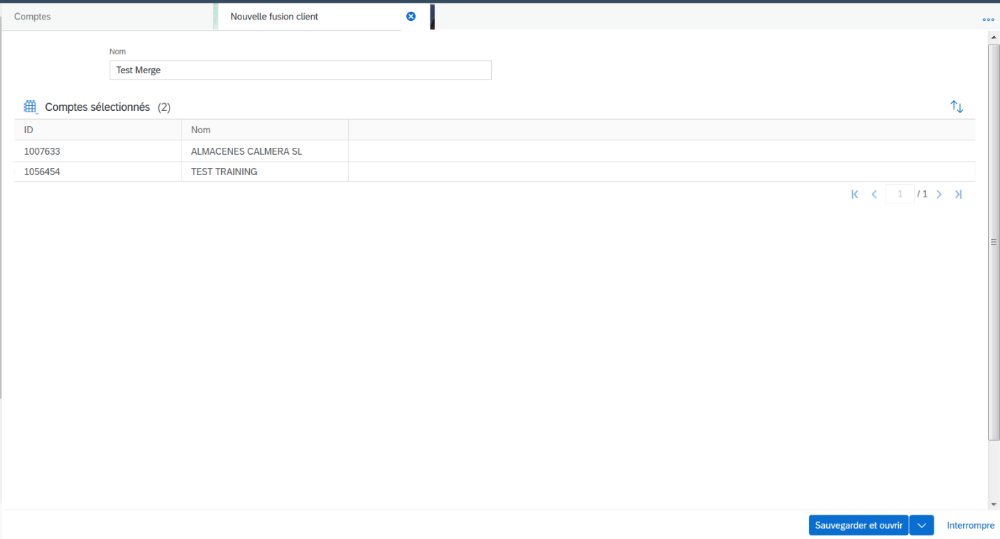 Comptes
Nouvelle fusion client
Nom
Test Merge
Comptes sélectionnés (2)
ID Nom
1007633 ALMACENES CALMERA SL
1056454 TEST TRAINING
1 / 1
Sauvegarder et ouvrir Interrompre